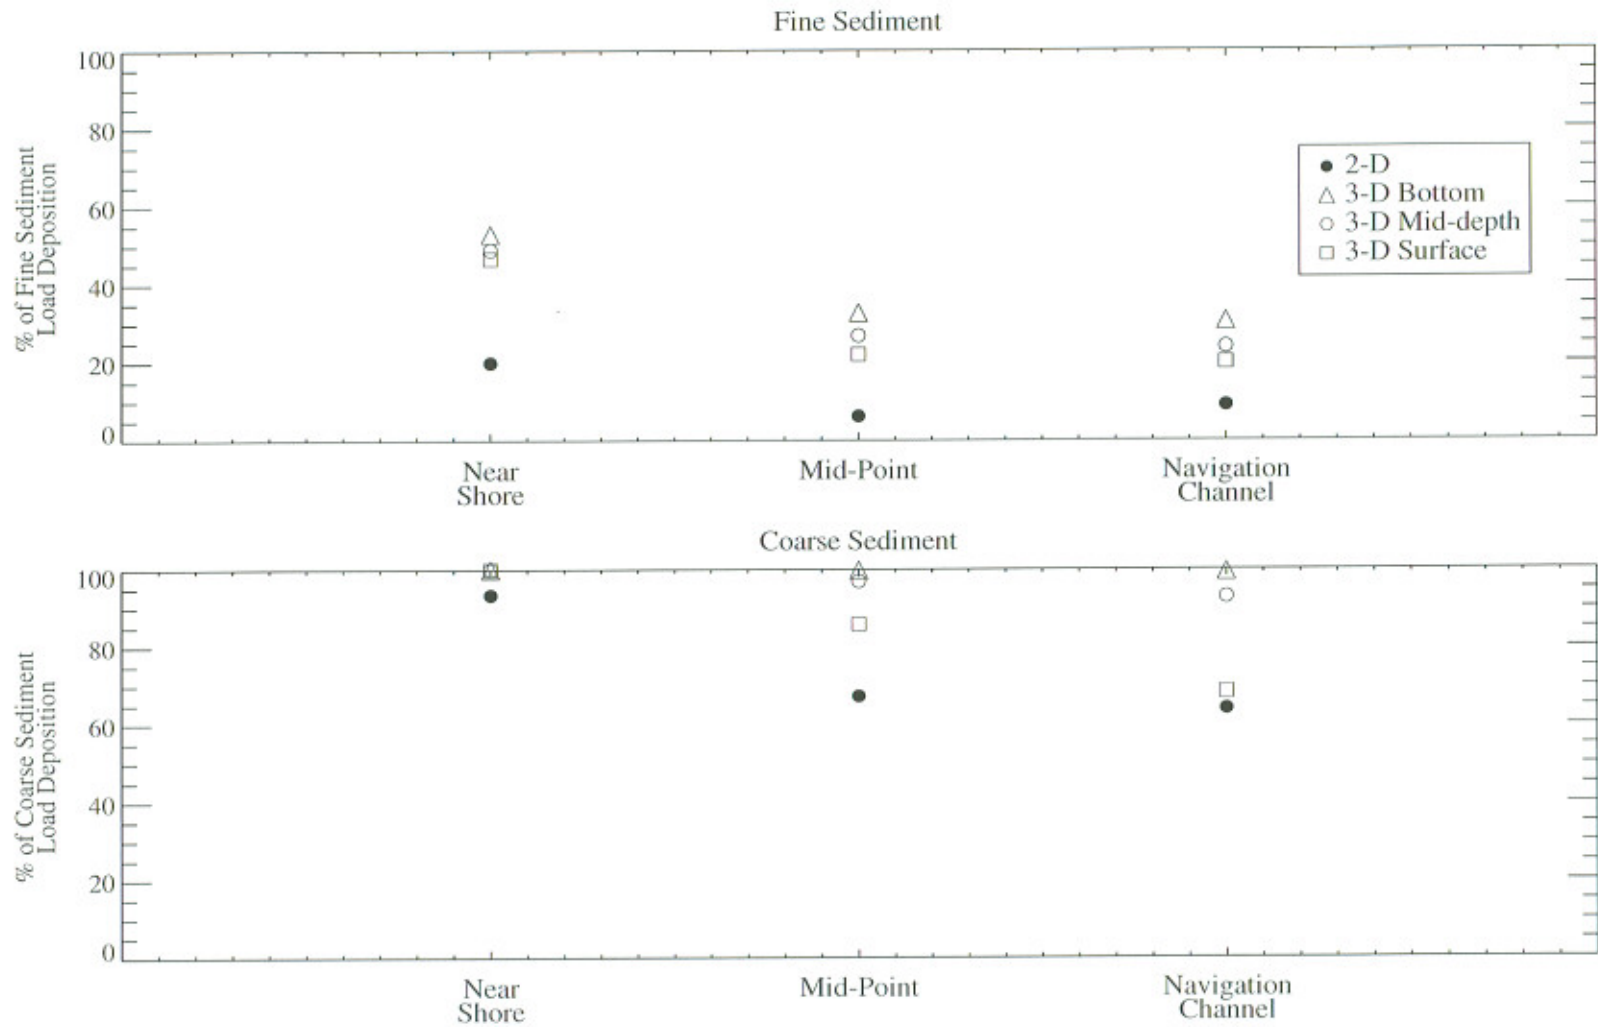 Fine Sediment
% of Fine Sediment
Load Deposition
100
80
60
40
20
0
2-D
3-D Bottom
3-D Mid-depth
3-D Surface
Near
Shore
Mid-Point
Navigation
Channel
Coarse Sediment
% of Coarse Sediment
Load Deposition
100
80
60
40
20
0
Near
Shore
Mid-Point
Navigation
Channel